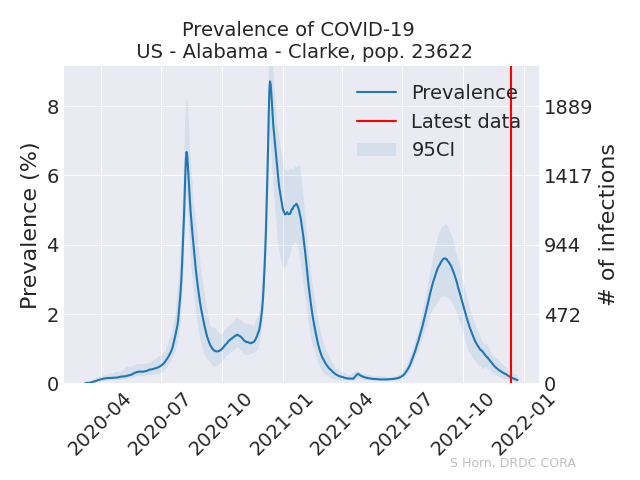 Prevalence of COVID-19
US - Alabama - Clarke, pop. 23622
Prevalence
Latest data
95CI
Prevalence (%)
8
6
4
2
0
1889
1417
944
472
0
# of infections
2020-04
2020-07
2020-10
2021-01
2021-04
2021-07
2021-10
2022-01
S Horn, DRDC CORA